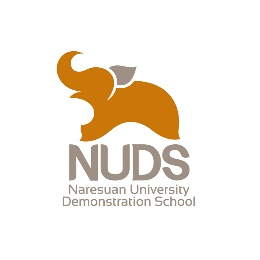 NUDS
Naresuan University
Demonstration School